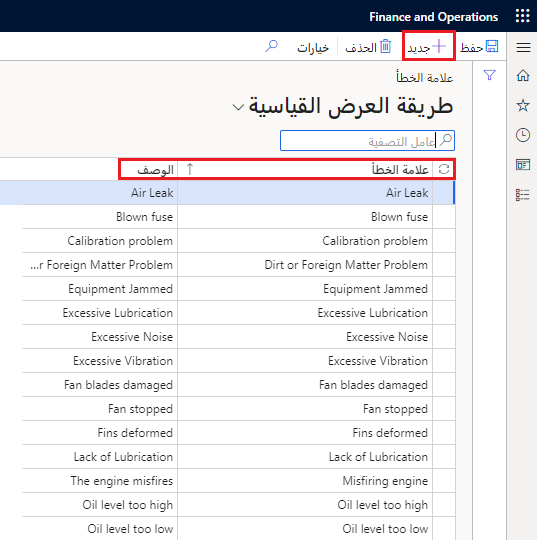 Finance and Operations
حفظ جديد الحذف خيارات
علامة الخطأ
طريقة العرض القياسية
عامل التصفية
علامة الخطأ الوصف
Air Leak Air Leak
Blown fuse Blown fuse
Calibration problem Calibration problem
Dirt or Foreign Matter Problem ...r Foreign Matter Problem
Equipment Jammed Equipment Jammed
Excessive Lubrication Excessive Lubrication
Excessive Noise Excessive Noise
Excessive Vibration Excessive Vibration
Fan blades damaged Fan blades damaged
Fan stopped Fan stopped
Fins deformed Fins deformed
Lack of Lubrication Lack of Lubrication
Misfiring engine The engine misfires
Oil level too high Oil level too high
Oil level too low Oil level too low